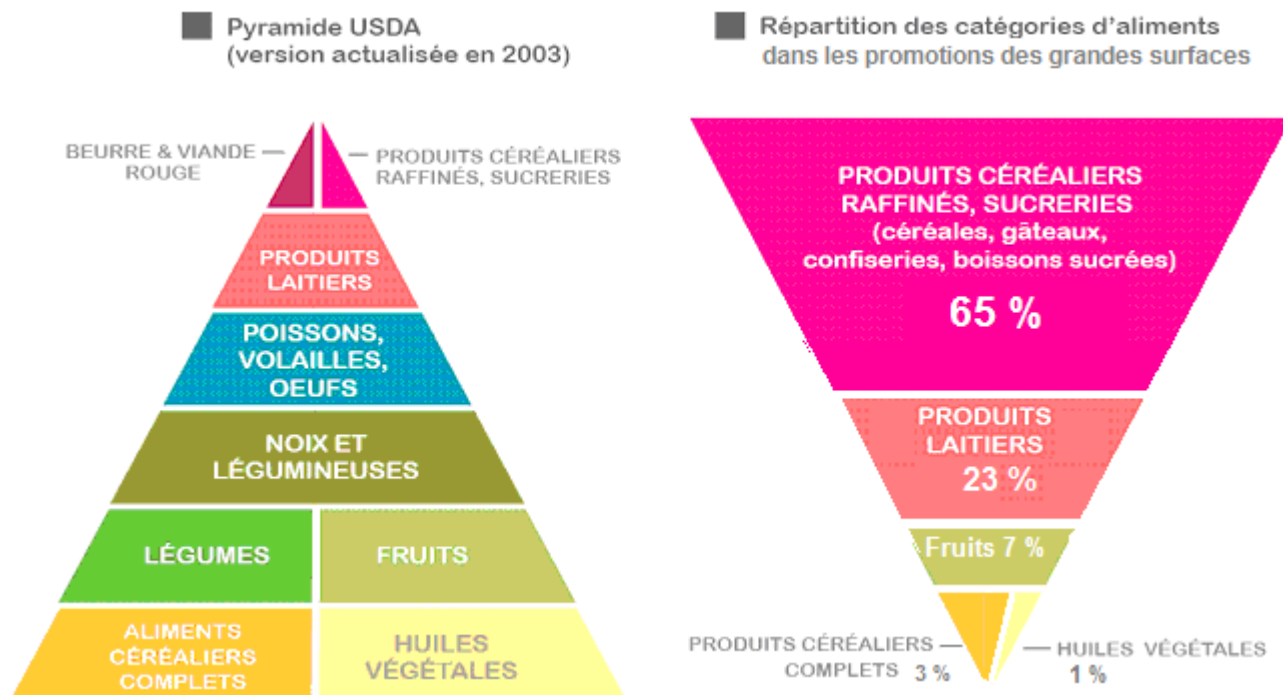 Pyramide USDA
(version actualisée en 2003)
BEURRE & VIANDE
ROUGE
PRODUITS CÉRÉALIERS
RAFFINÉS, SUCRERIES
PRODUITS
LAITIERS
POISSONS,
VOLAILLES,
OEUFS
NOIX ET
LÉGUMINEUSES
LÉGUMES
FRUITS
ALIMENTS
CÉRÉALIERS
COMPLETS
HUILES
VÉGÉTALES
Répartition des catégories d'aliments
dans les promotions des grandes surfaces
PRODUITS CÉRÉALIERS
RAFFINÉS, SUCRERIES
(céréales, gâteaux,
confiseries, boissons sucrées)
65 %
PRODUITS
LAITIERS
23 %
Fruits 7 %
PRODUITS CÉRÉALIERS
COMPLETS 3 %
HUILES VÉGÉTALES
1 %